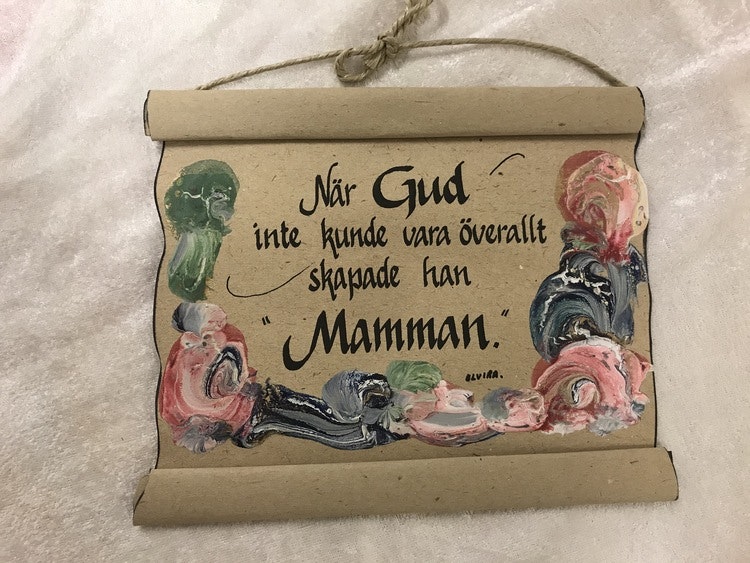 När Gud
inte kunde vara överallt
skapade han
"Mamman."
ELVIRA.